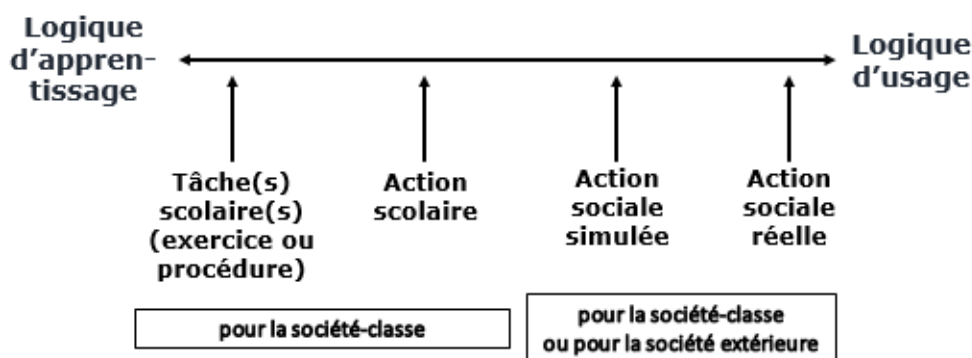 Logique
d'appren-
tissage
Logique
d'usage
Tâche(s)
scolaire(s)
(exercice ou
procédure)
Action
scolaire
Action
sociale
simulée
Action
sociale
réelle
pour la société-classe
pour la société-classe
ou pour la société extérieure